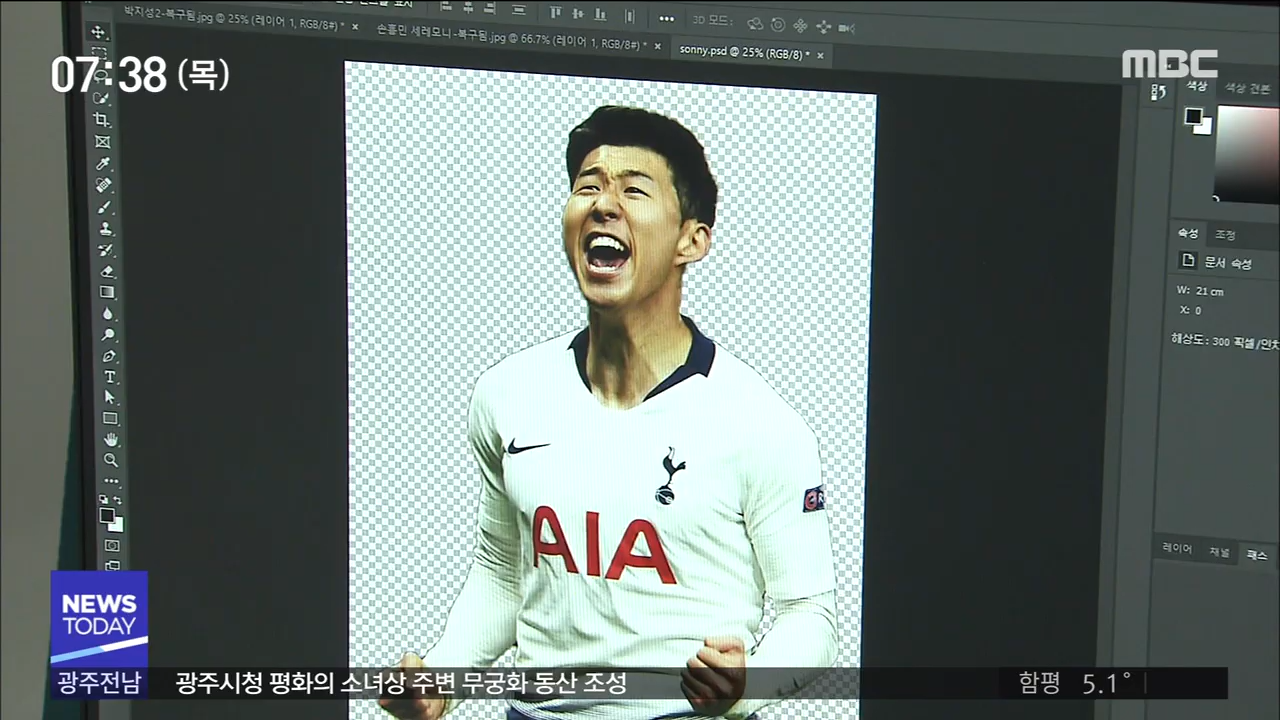 박지성2-복구됨.jpg @ 25% (레이어 1, RGB/8#) * ×
손흥민 세레모니-복구됨.jpg @ 66.7% (레이어 1, RGB/8#) * ×
sonny.psd @ 25% (RGB/8) * ×
3D 모드:
07:38 (목)
MBC
색상 색상 견본
속성 조정
문서 속성
W: 21 cm
X: 0
해상도: 300 픽셀/인치
AIA
레이어 채널 패스
NEWS
TODAY
광주전남 광주시청 평화의 소녀상 주변 무궁화 동산 조성 함평 5.1°